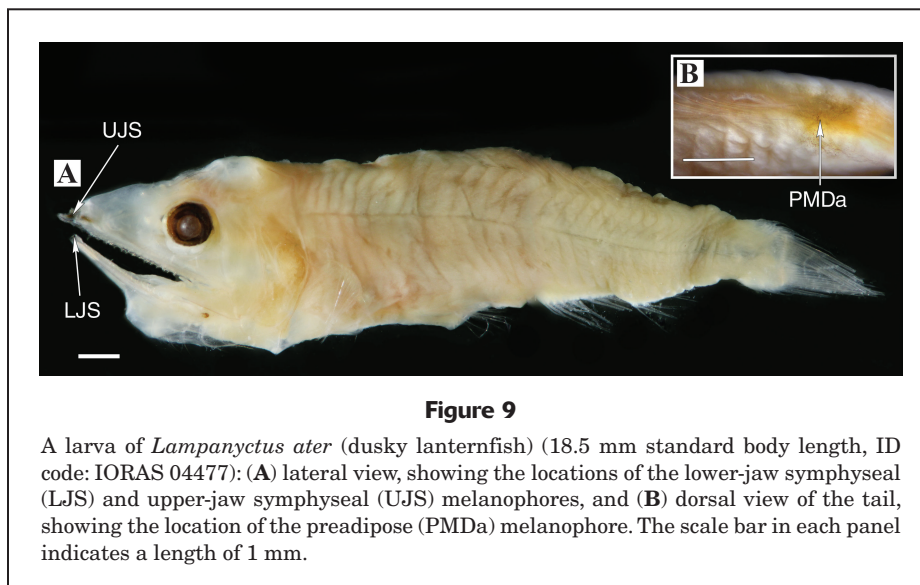 UJS
A
B
PMDa
LJS
Figure 9
A larva of Lampanyctus ater (dusky lanternfish) (18.5 mm standard body length, ID
code: IORAS 04477): (A) lateral view, showing the locations of the lower-jaw symphyseal
(LJS) and upper-jaw symphyseal (UJS) melanophores, and (B) dorsal view of the tail,
showing the location of the preadipose (PMDa) melanophore. The scale bar in each panel
indicates a length of 1 mm.